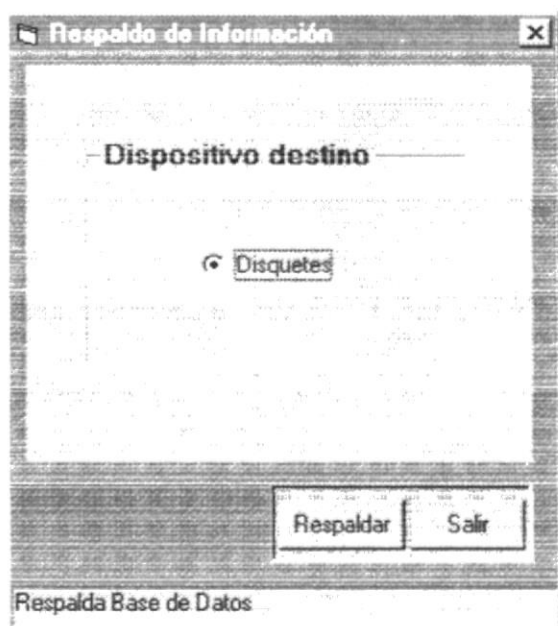 Respaldo de Información
Dispositivo destino
Disquetes
Respaldar Salir
Respalda Base de Datos